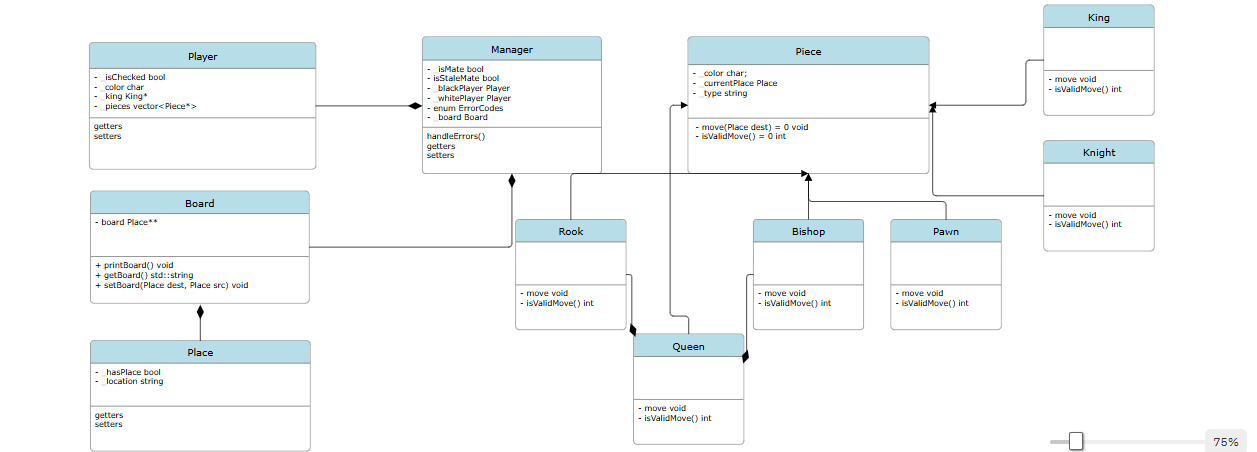 Player
- _isChecked bool
- _color char
- _king King*
- _pieces vector<Piece*>
getters
setters
Manager
- _isMate bool
- isStaleMate bool
- _blackPlayer Player
- _whitePlayer Player
- enum ErrorCodes
- _board Board
handleErrors()
getters
setters
Piece
- _color char;
- _currentPlace Place
- _type string
- move(Place dest) = 0 void
- isValidMove() = 0 int
King
- move void
- isValidMove() int
Knight
- move void
- isValidMove() int
Board
- board Place**
+ printBoard() void
+ getBoard() std::string
+ setBoard(Place dest, Place src) void
Rook
- move void
- isValidMove() int
Bishop
- move void
- isValidMove() int
Pawn
- move void
- isValidMove() int
Place
- _hasPlace bool
- _location string
getters
setters
Queen
- move void
- isValidMove() int
75%